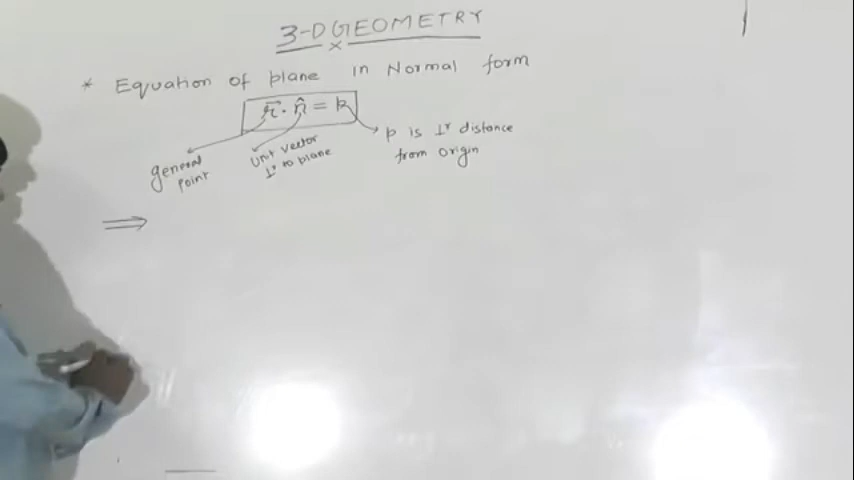 3-D GEOMETRY
* Equation of plane in Normal form
r⃗ . n̂ = p
general point
Unit vector ⊥r to plane
p is ⊥r distance from origin
⇒